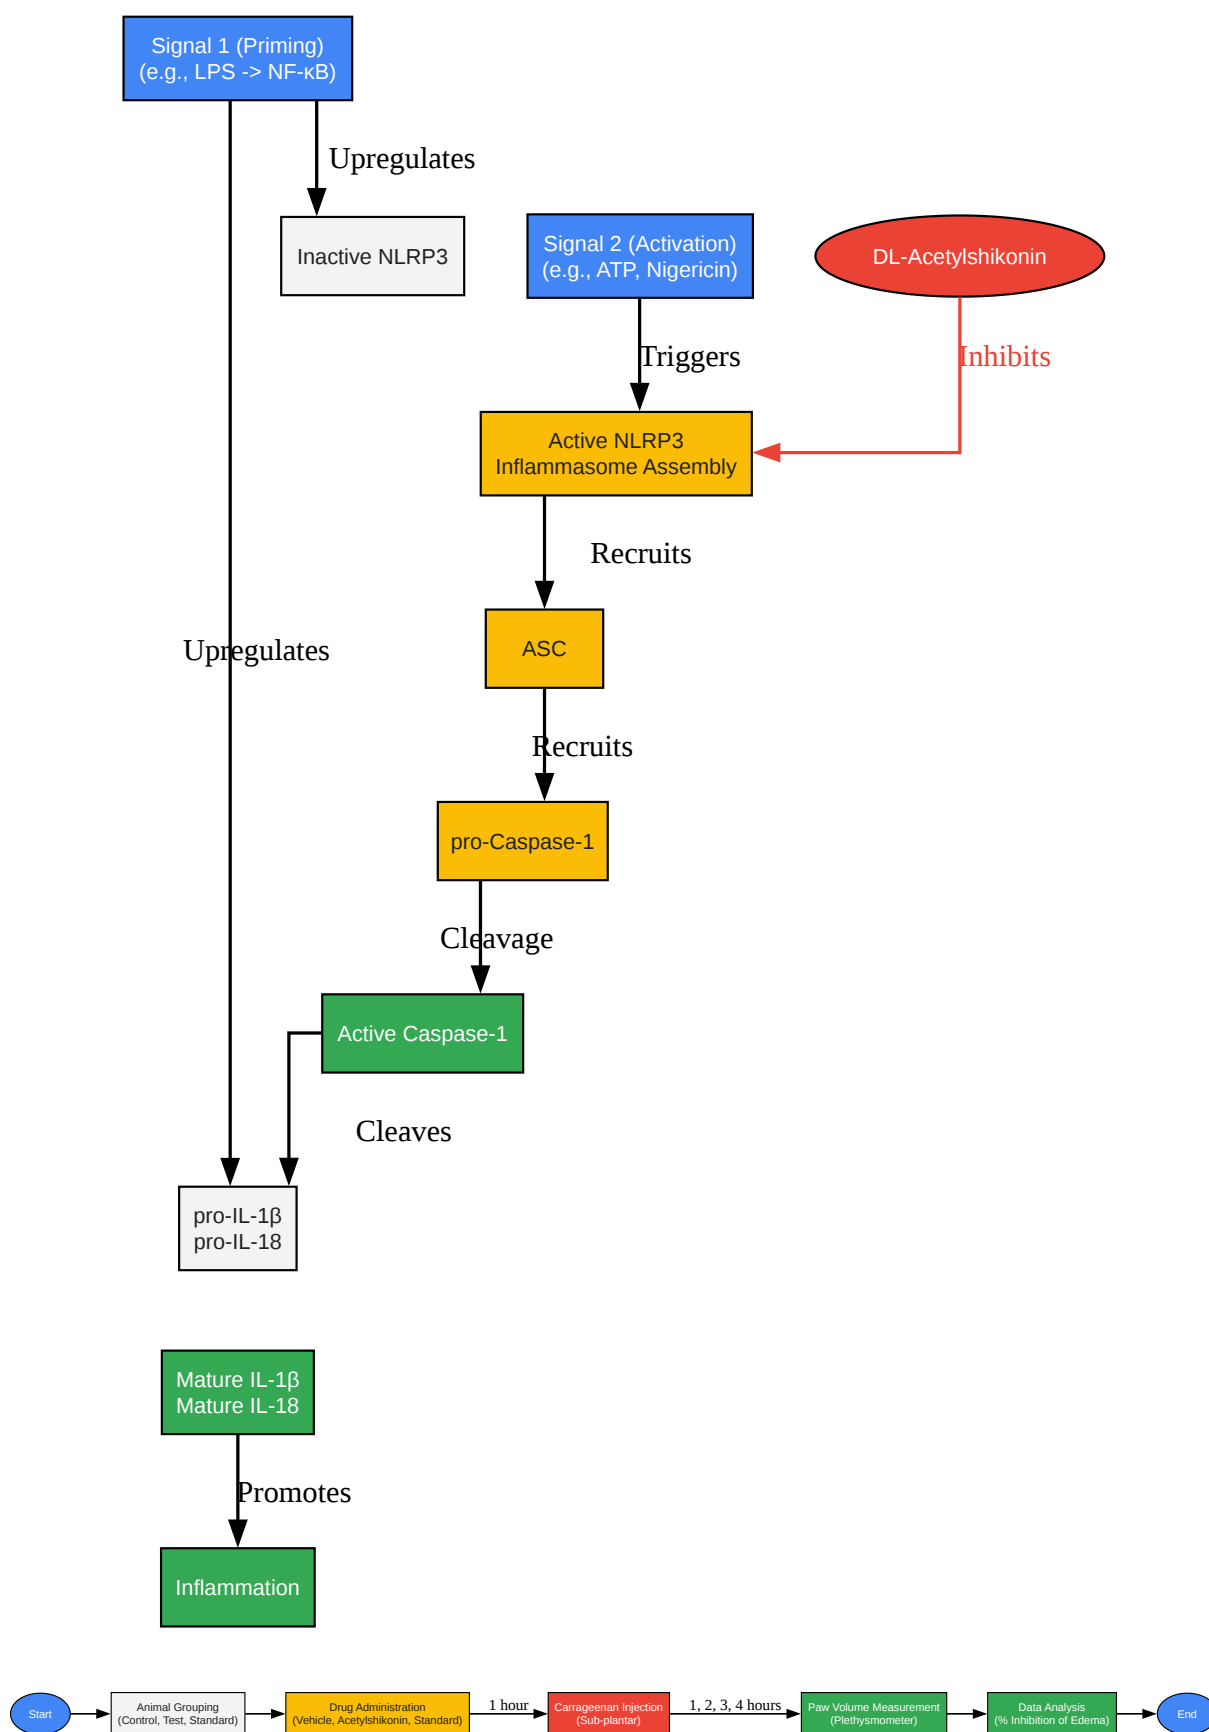 Signal 1 (Priming)
(e.g., LPS -> NF-κB)
Upregulates
Inactive NLRP3
Signal 2 (Activation)
(e.g., ATP, Nigericin)
DL-Acetylshikonin
Triggers
Inhibits
Active NLRP3
Inflammasome Assembly
Recruits
ASC
Upregulates
Recruits
pro-Caspase-1
Cleavage
Active Caspase-1
Cleaves
pro-IL-1β
pro-IL-18
Mature IL-1β
Mature IL-18
Promotes
Inflammation
Start
Animal Grouping
(Control, Test, Standard)
Drug Administration
(Vehicle, Acetylshikonin, Standard)
1 hour
Carrageenan Injection
(Sub-plantar)
1, 2, 3, 4 hours
Paw Volume Measurement
(Plethysmometer)
Data Analysis
(% Inhibition of Edema)
End